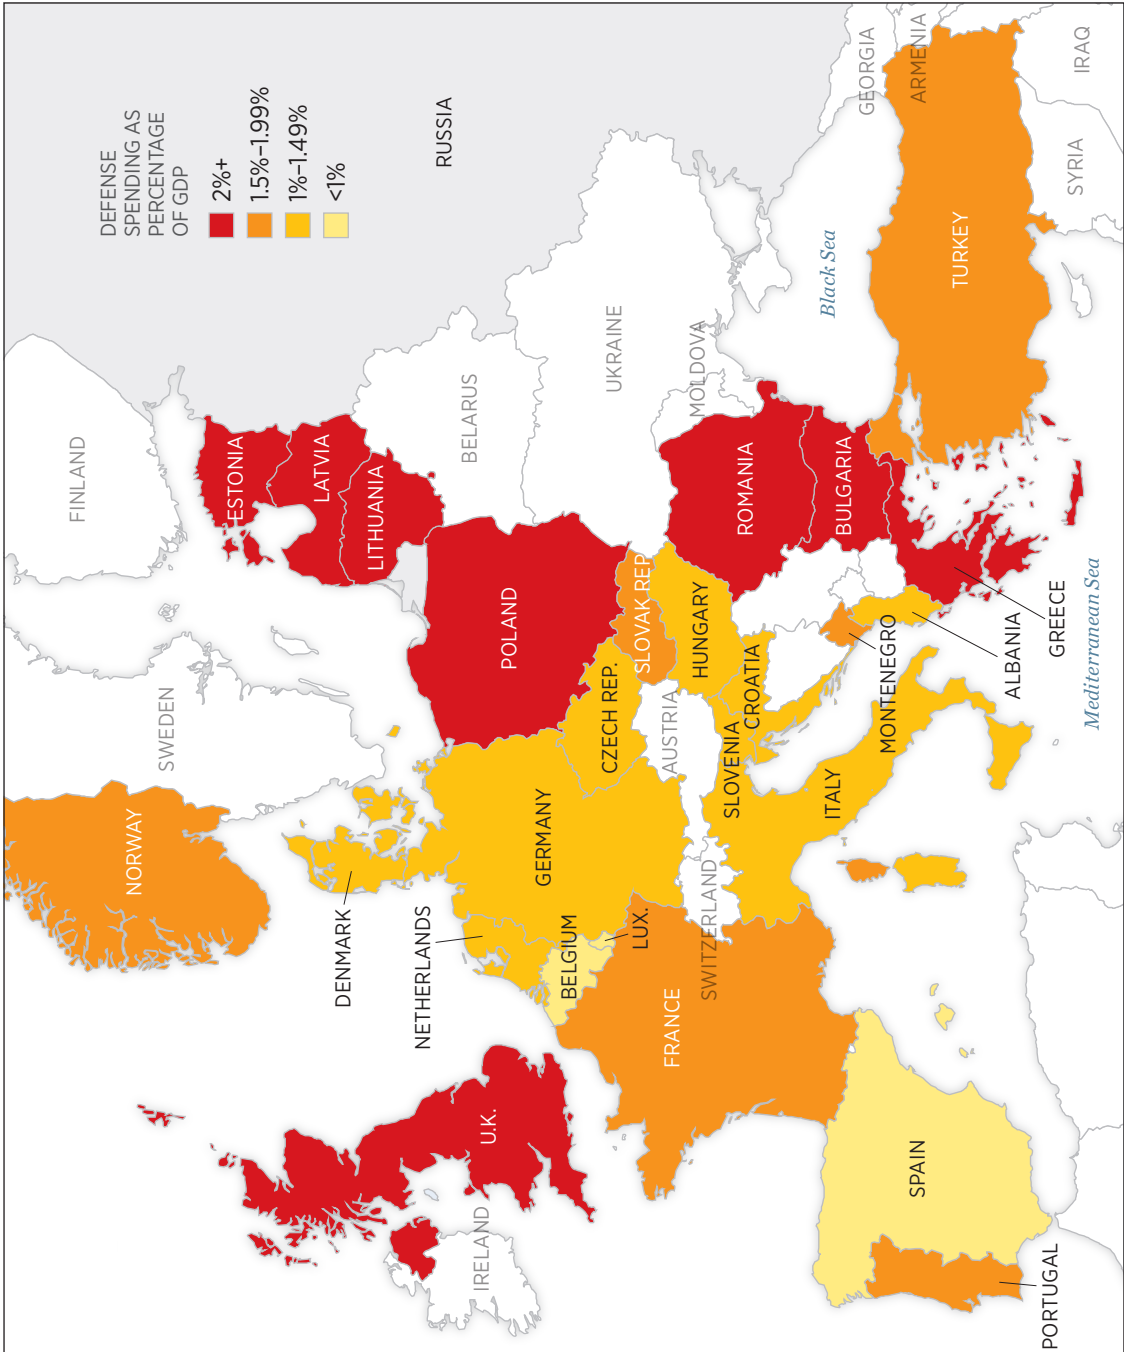 DEFENSE
SPENDING AS
PERCENTAGE
OF GDP
2%+
1.5%–1.99%
1%–1.49%
<1%
RUSSIA
FINLAND
NORWAY
SWEDEN
ESTONIA
LATVIA
LITHUANIA
DENMARK
NETHERLANDS
BELARUS
U.K.
IRELAND
POLAND
GERMANY
BELGIUM
LUX.
CZECH REP.
SLOVAK REP.
UKRAINE
MOLDOVA
FRANCE
SWITZERLAND
AUSTRIA
HUNGARY
SLOVENIA
CROATIA
ROMANIA
Black Sea
GEORGIA
ARMENIA
BULGARIA
ITALY
MONTENEGRO
SPAIN
PORTUGAL
ALBANIA
GREECE
TURKEY
SYRIA
IRAQ
Mediterranean Sea